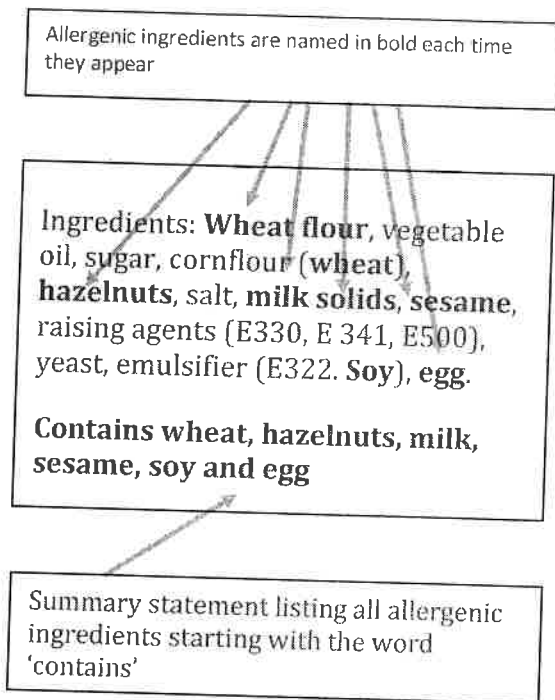 Allergenic ingredients are named in bold each time
they appear
Ingredients: Wheat flour, vegetable
oil, sugar, cornflour (wheat),
hazelnuts, salt, milk solids, sesame,
raising agents (E330, E 341, E500),
yeast, emulsifier (E322. Soy), egg.
Contains wheat, hazelnuts, milk,
sesame, soy and egg
Summary statement listing all allergenic
ingredients starting with the word
'contains'